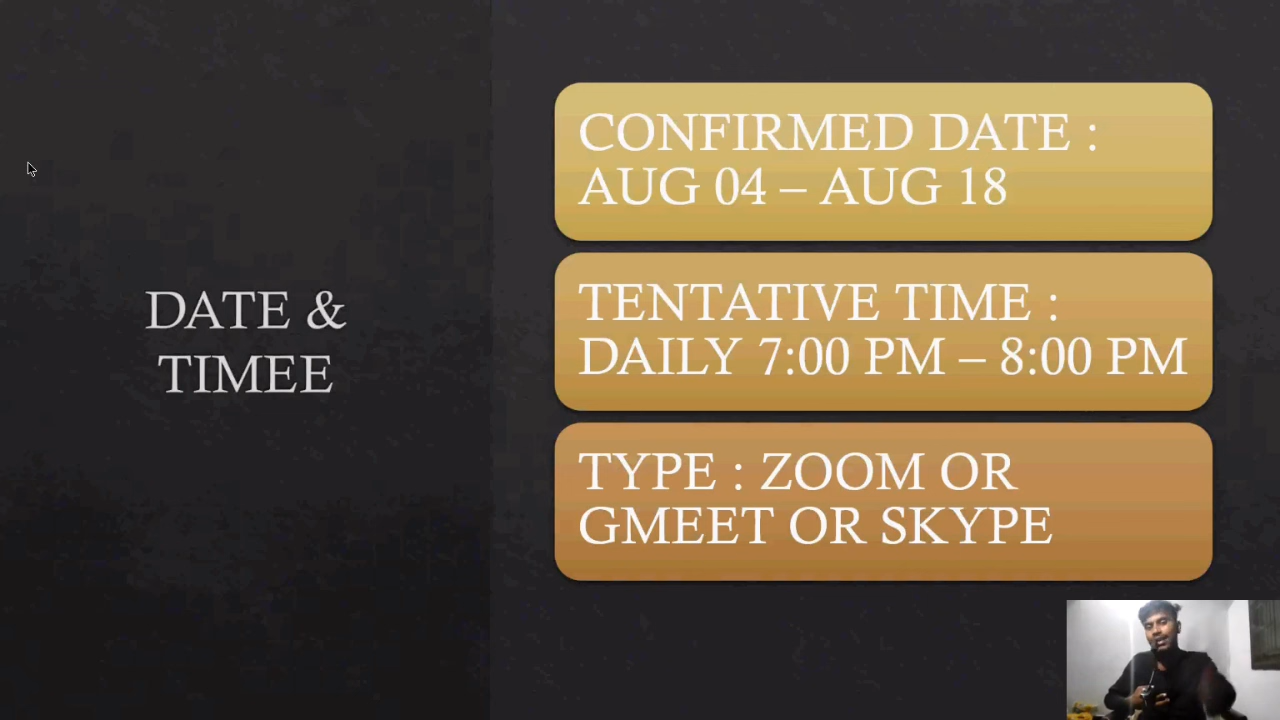 DATE &
TIMEE
CONFIRMED DATE :
AUG 04 – AUG 18
TENTATIVE TIME :
DAILY 7:00 PM – 8:00 PM
TYPE : ZOOM OR
GMEET OR SKYPE